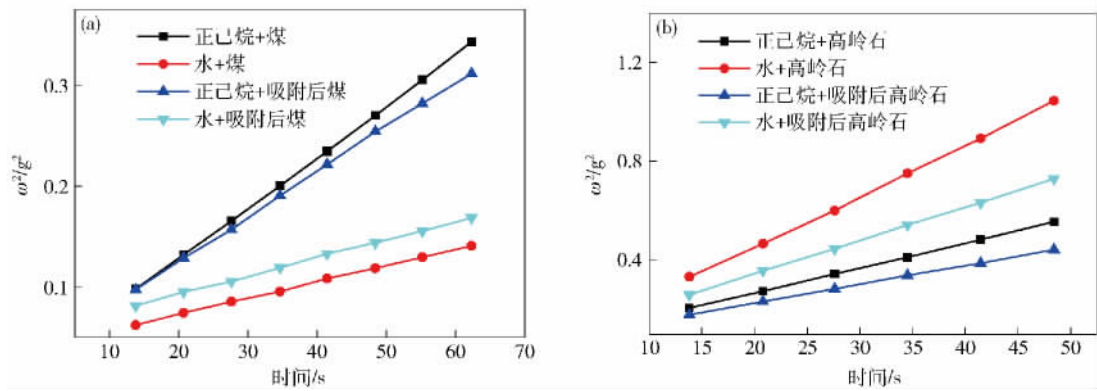 (a)
正己烷+煤
水+煤
正己烷+吸附后煤
水+吸附后煤
0.3
0.2
0.1
ω²/g²
10 20 30 40 50 60 70
时间/s
(b)
正己烷+高岭石
水+高岭石
正己烷+吸附后高岭石
水+吸附后高岭石
1.2
0.8
0.4
ω²/g²
10 15 20 25 30 35 40 45 50
时间/s